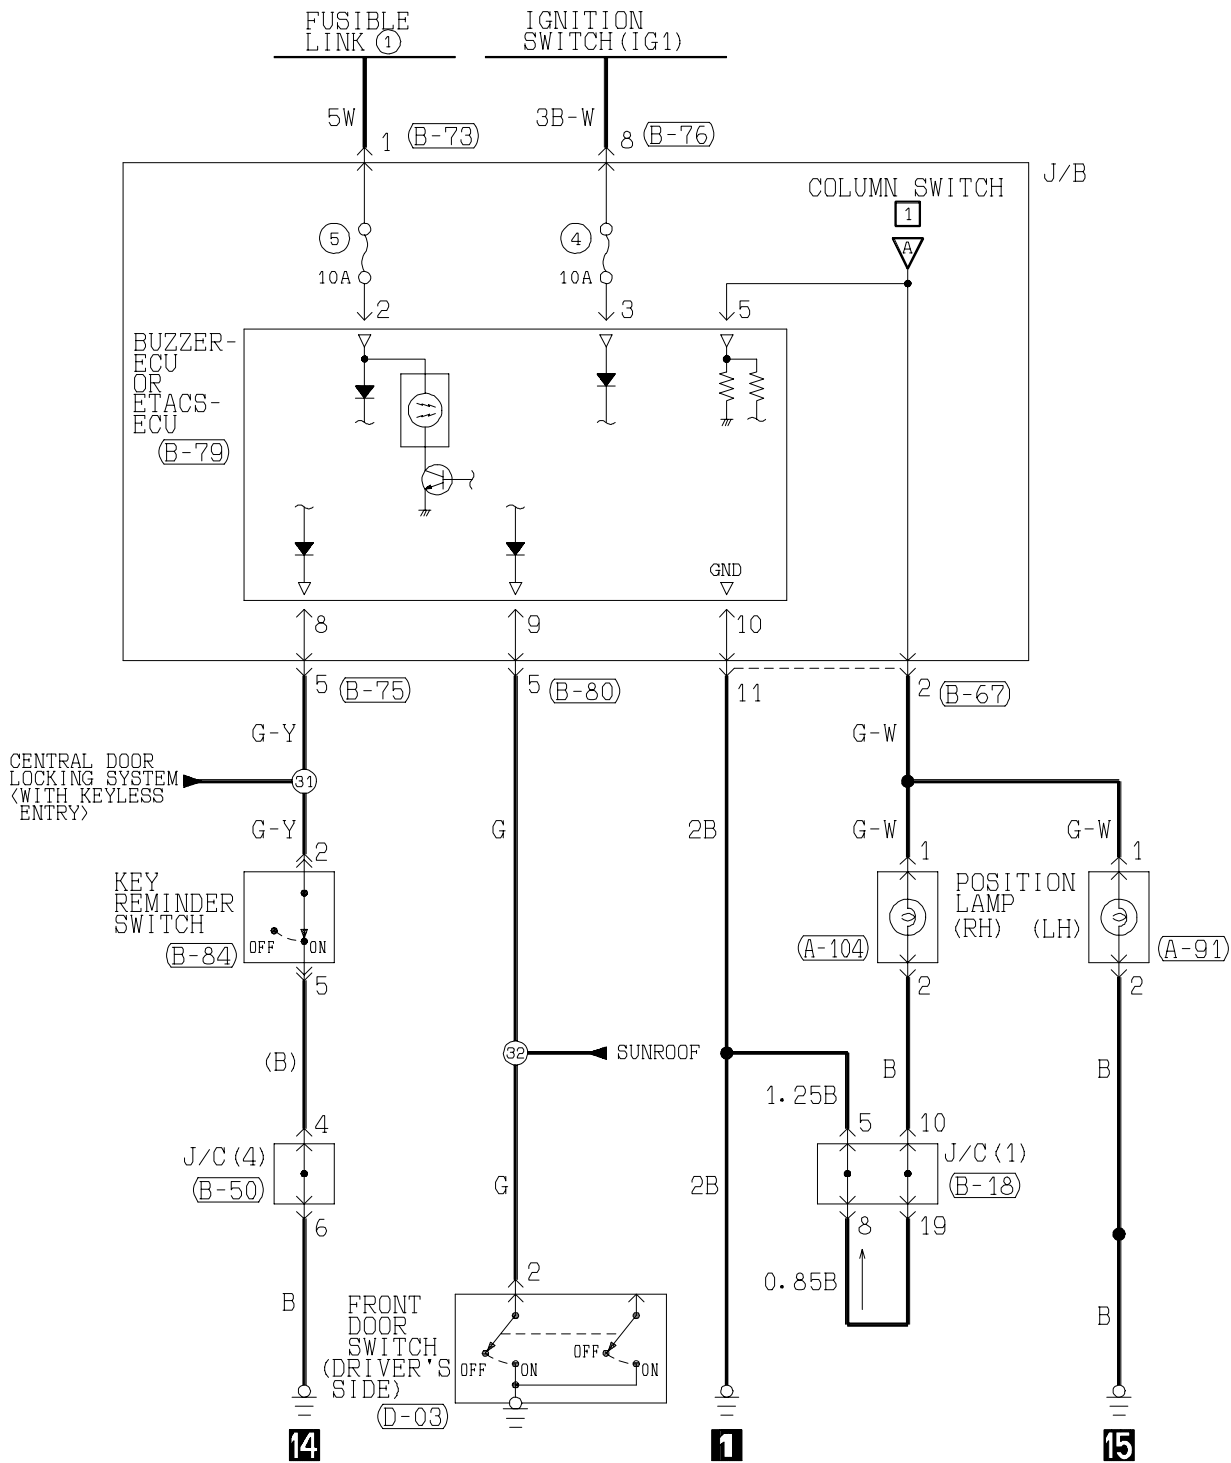 FUSIBLE
LINK ①
IGNITION
SWITCH(IG1)
5W
3B-W
1
B-73
8
B-76
J/B
COLUMN SWITCH
1
A
5
4
10A
10A
2
3
5
BUZZER-
ECU
OR
ETACS-
ECU
B-79
GND
8
9
10
5
B-75
5
B-80
11
2
B-67
G-Y
G-W
CENTRAL DOOR
LOCKING SYSTEM
<WITH KEYLESS
ENTRY>
31
G-Y
G
2B
G-W
G-W
2
1
1
KEY
REMINDER
SWITCH
OFF
ON
B-84
POSITION
LAMP
(RH)
(LH)
A-104
A-91
5
2
2
(B)
32
SUNROOF
B
B
1.25B
4
5
10
J/C(4)
B-50
J/C(1)
B-18
G
2B
6
8
19
0.85B
B
2
B
FRONT
DOOR
SWITCH
(DRIVER'S
SIDE)
OFF
ON
OFF
ON
D-03
14
1
15